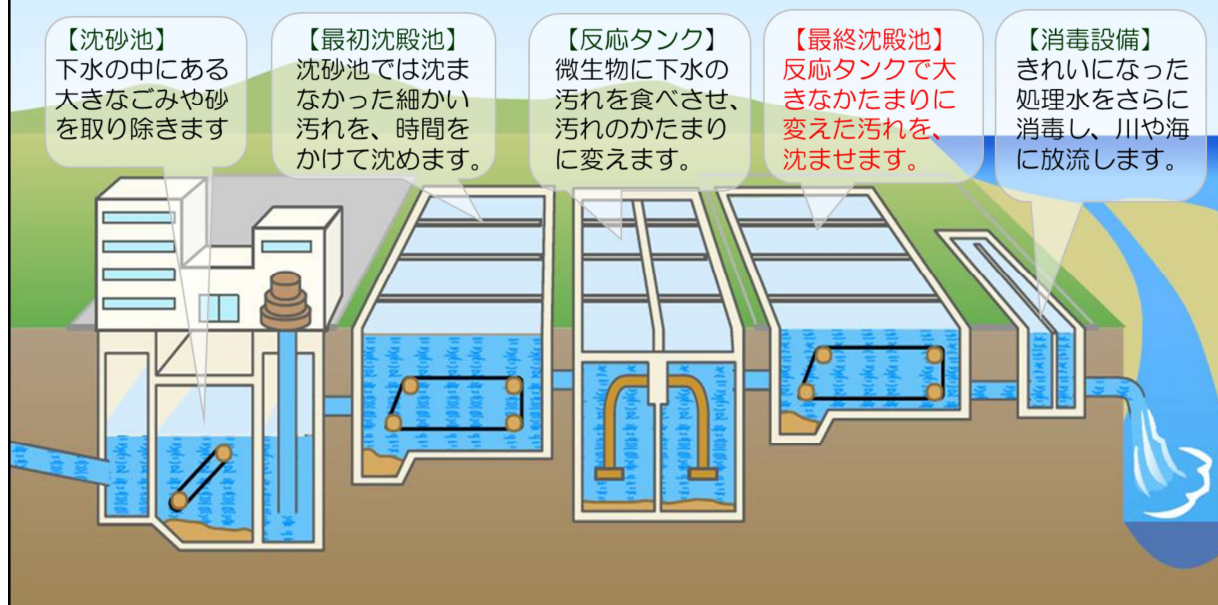 【沈砂池】
下水の中にある
大きなごみや砂
を取り除きます
【最初沈殿池】
沈砂池では沈ま
なかった細かい
汚れを、時間を
かけて沈めます。
【反応タンク】
微生物に下水の
汚れを食べさせ、
汚れのかたまり
に変えます。
【最終沈殿池】
反応タンクで大
きなかたまりに
変えた汚れを、
沈ませます。
【消毒設備】
きれいになった
処理水をさらに
消毒し、川や海
に放流します。